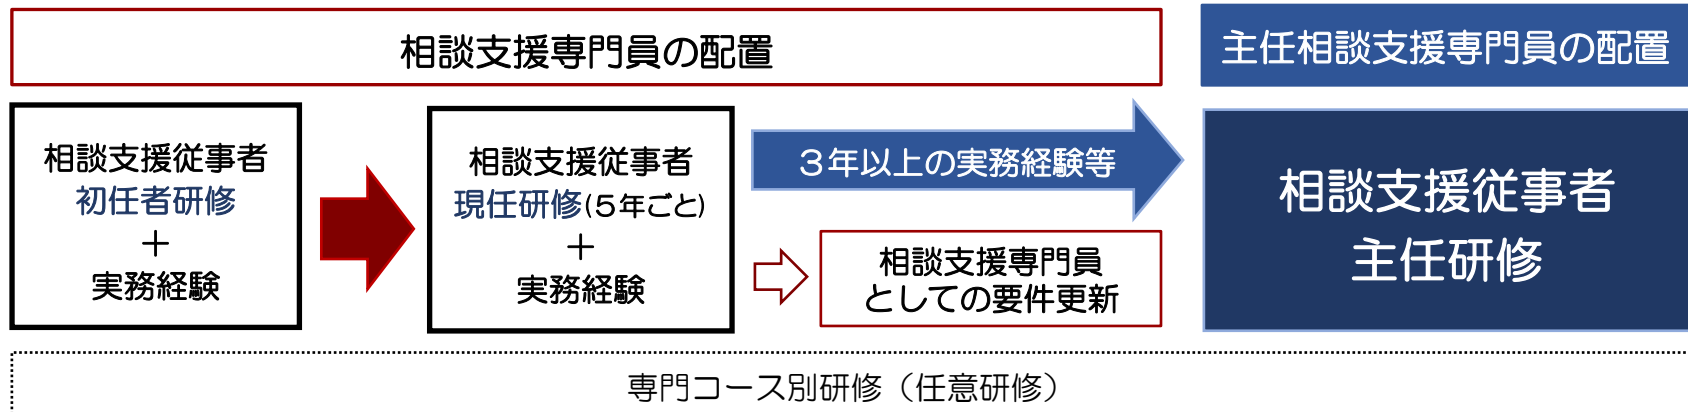 相談支援専門員の配置
主任相談支援専門員の配置
相談支援従事者
初任者研修
＋
実務経験
相談支援従事者
現任研修(５年ごと)
＋
実務経験
３年以上の実務経験等
相談支援専門員
としての要件更新
相談支援従事者
主任研修
専門コース別研修（任意研修）